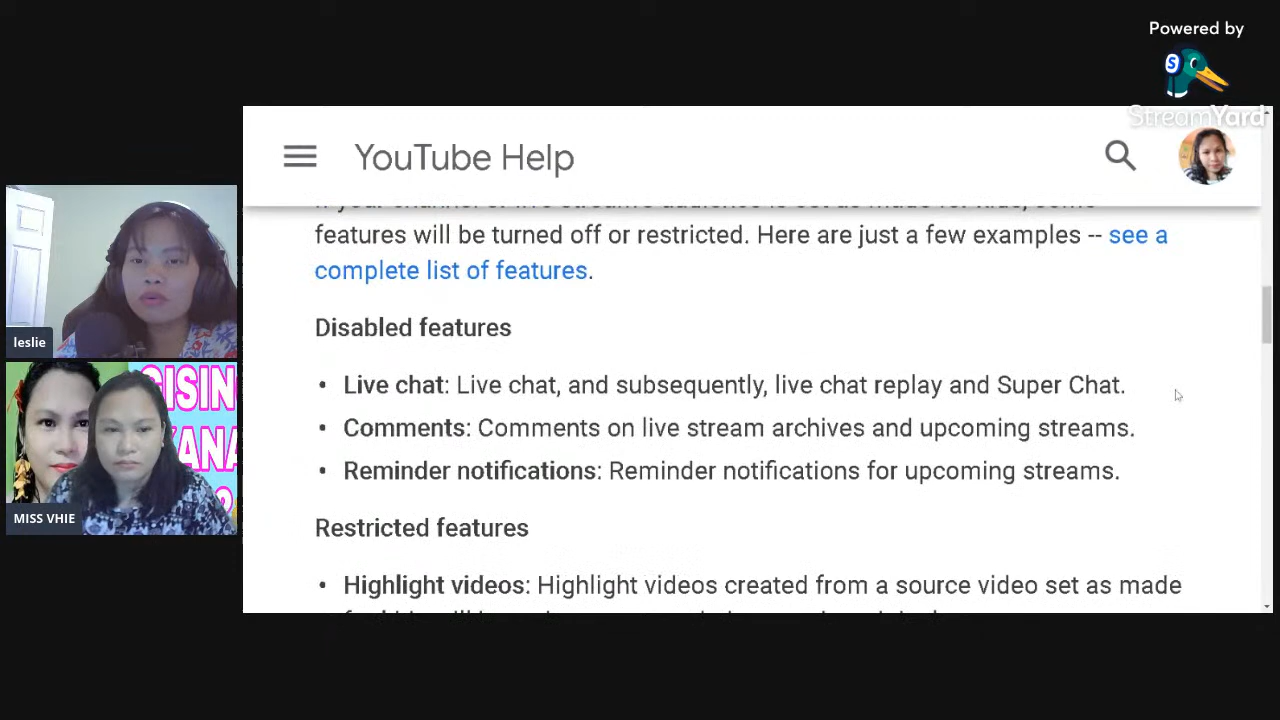 Powered by
StreamYard
YouTube Help
features will be turned off or restricted. Here are just a few examples -- see a
complete list of features.
Disabled features
• Live chat: Live chat, and subsequently, live chat replay and Super Chat.
• Comments: Comments on live stream archives and upcoming streams.
• Reminder notifications: Reminder notifications for upcoming streams.
Restricted features
• Highlight videos: Highlight videos created from a source video set as made
leslie
MISS VHIE